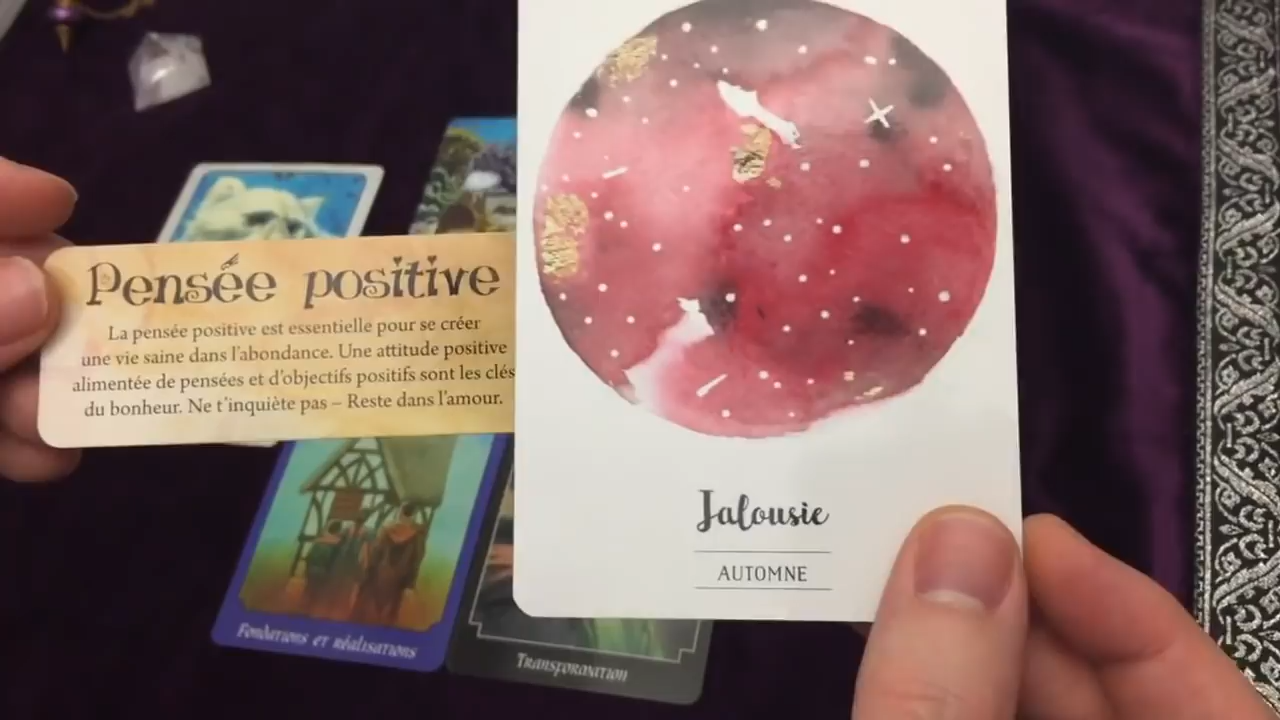 Pensée positive
La pensée positive est essentielle pour se créer
une vie saine dans l'abondance. Une attitude positive
alimentée de pensées et d'objectifs positifs sont les clés
du bonheur. Ne t'inquiète pas – Reste dans l'amour.
Jalousie
AUTOMNE
Fondations et réalisations
Transformation